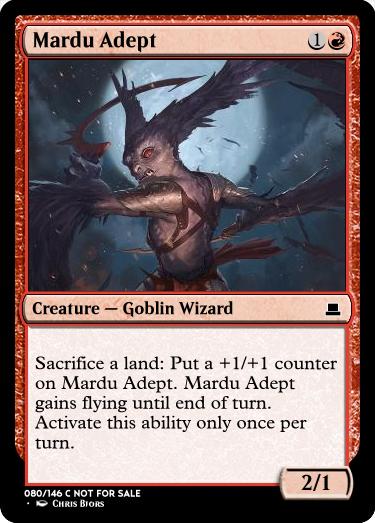 Mardu Adept 1
Creature — Goblin Wizard
Sacrifice a land: Put a +1/+1 counter
on Mardu Adept. Mardu Adept
gains flying until end of turn.
Activate this ability only once per
turn.
2/1
080/146 C NOT FOR SALE
Chris Bjors